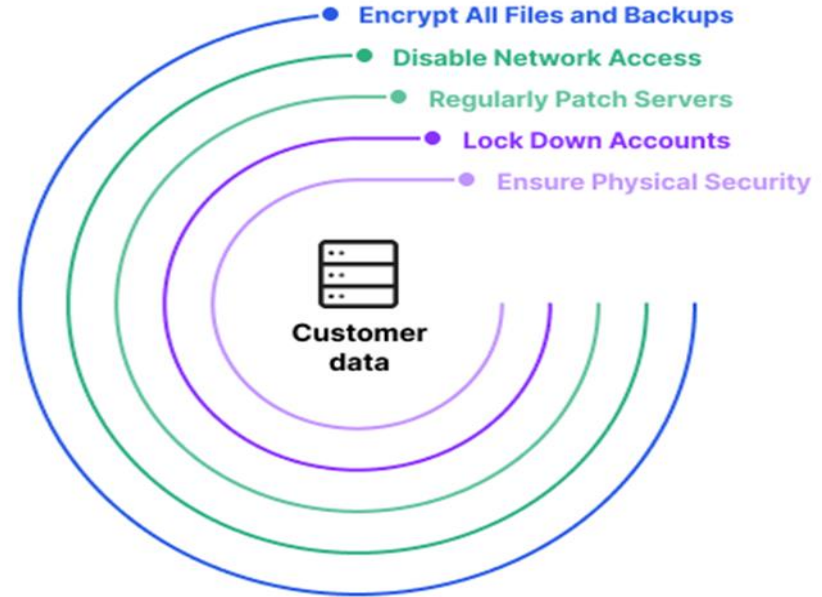 Encrypt All Files and Backups
Disable Network Access
Regularly Patch Servers
Lock Down Accounts
Ensure Physical Security
Customer
data